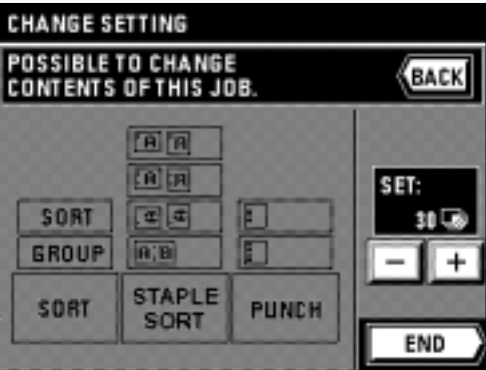 CHANGE SETTING
POSSIBLE TO CHANGE
CONTENTS OF THIS JOB.
BACK
A A
A A
SET:
SORT
A A
30
GROUP
A B
SORT
STAPLE
SORT
PUNCH
− +
END